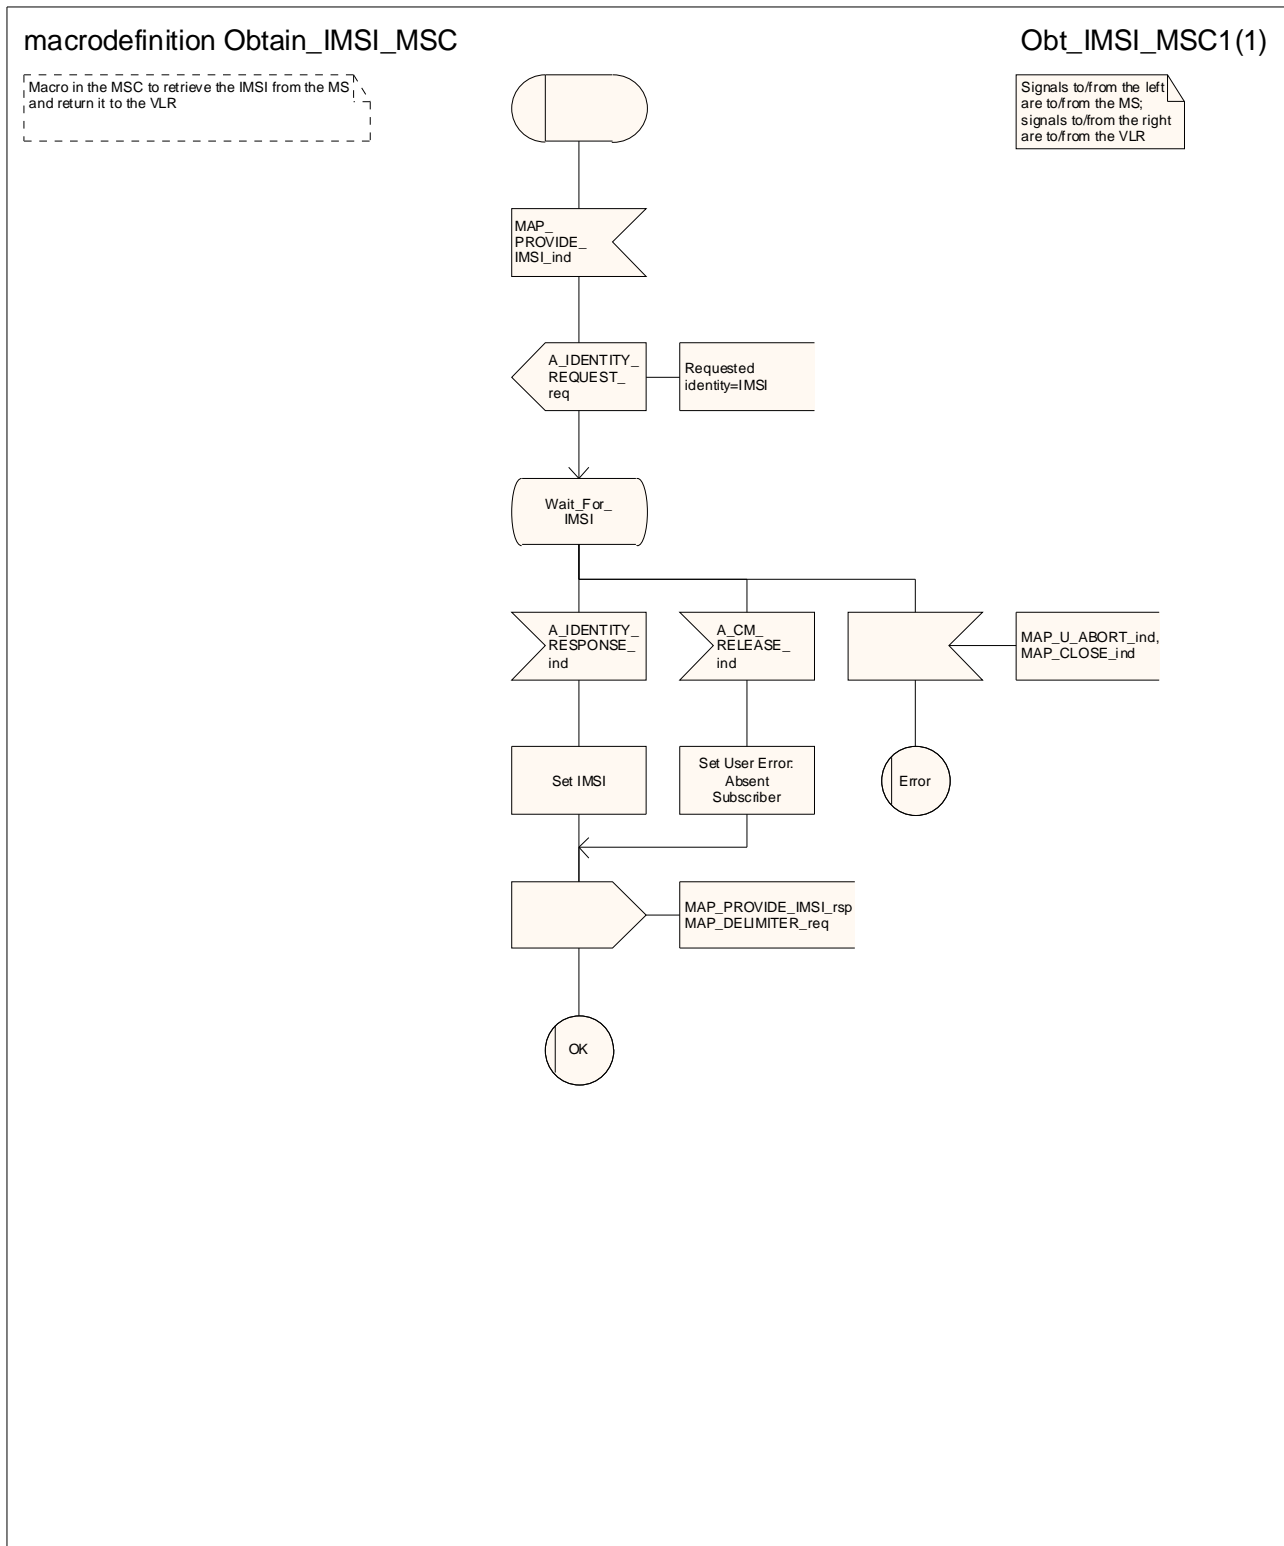 macrodefinition Obtain_IMSI_MSC
Obt_IMSI_MSC1(1)
Macro in the MSC to retrieve the IMSI from the MS
and return it to the VLR
Signals to/from the left
are to/from the MS;
signals to/from the right
are to/from the VLR
MAP_
PROVIDE_
IMSI_ind
A_IDENTITY_
REQUEST_
req
Requested
identity=IMSI
Wait_For_
IMSI
A_IDENTITY_
RESPONSE_
ind
A_CM_
RELEASE_
ind
MAP_U_ABORT_ind,
MAP_CLOSE_ind
Set IMSI
Set User Error:
Absent
Subscriber
Error
MAP_PROVIDE_IMSI_rsp
MAP_DELIMITER_req
OK